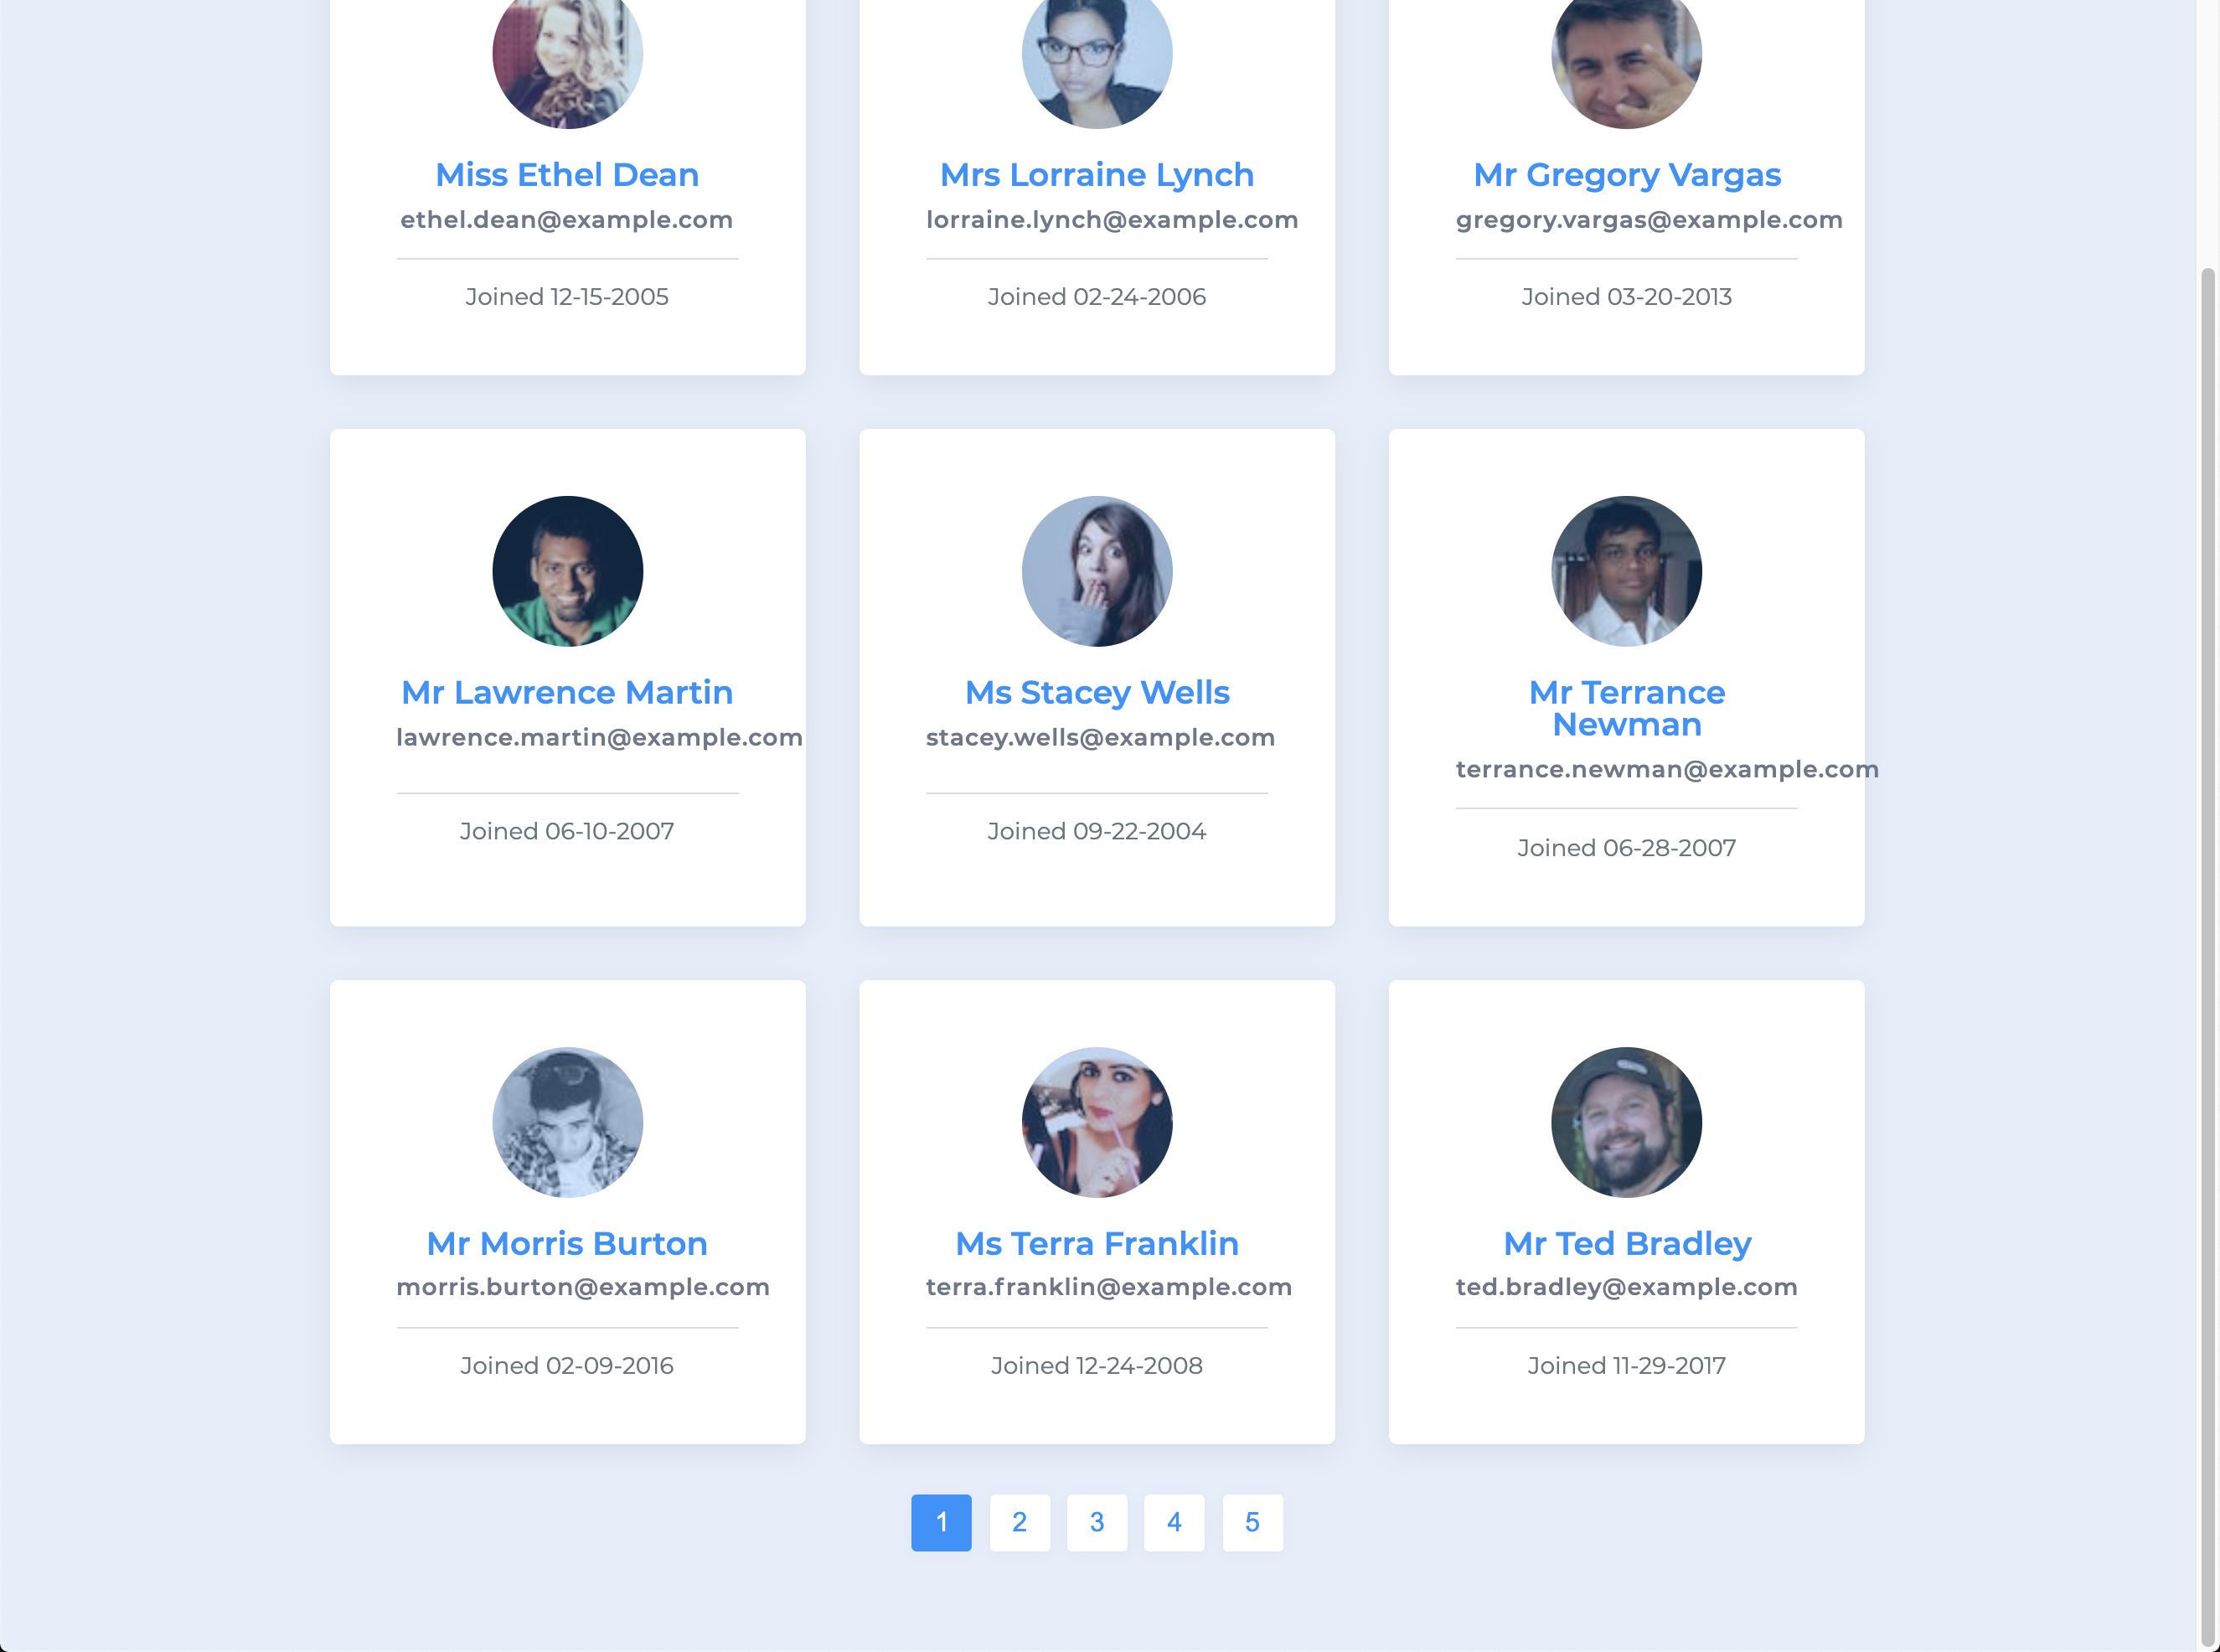 Miss Ethel Dean
ethel.dean@example.com
Joined 12-15-2005
Mrs Lorraine Lynch
lorraine.lynch@example.com
Joined 02-24-2006
Mr Gregory Vargas
gregory.vargas@example.com
Joined 03-20-2013
Mr Lawrence Martin
lawrence.martin@example.com
Joined 06-10-2007
Ms Stacey Wells
stacey.wells@example.com
Joined 09-22-2004
Mr Terrance
Newman
terrance.newman@example.com
Joined 06-28-2007
Mr Morris Burton
morris.burton@example.com
Joined 02-09-2016
Ms Terra Franklin
terra.franklin@example.com
Joined 12-24-2008
Mr Ted Bradley
ted.bradley@example.com
Joined 11-29-2017
1 2 3 4 5